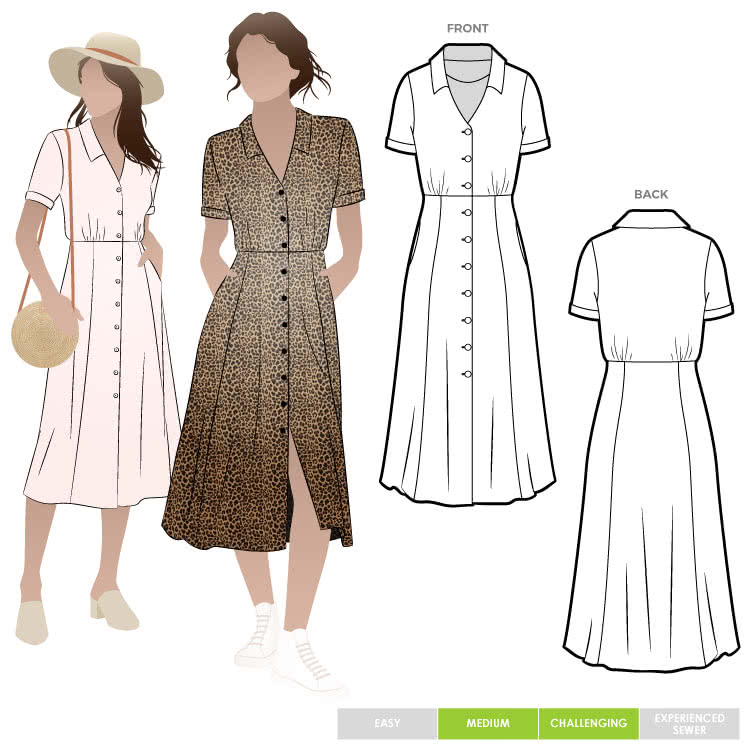 FRONT
BACK
EASY
MEDIUM
CHALLENGING
EXPERIENCED
SEWER